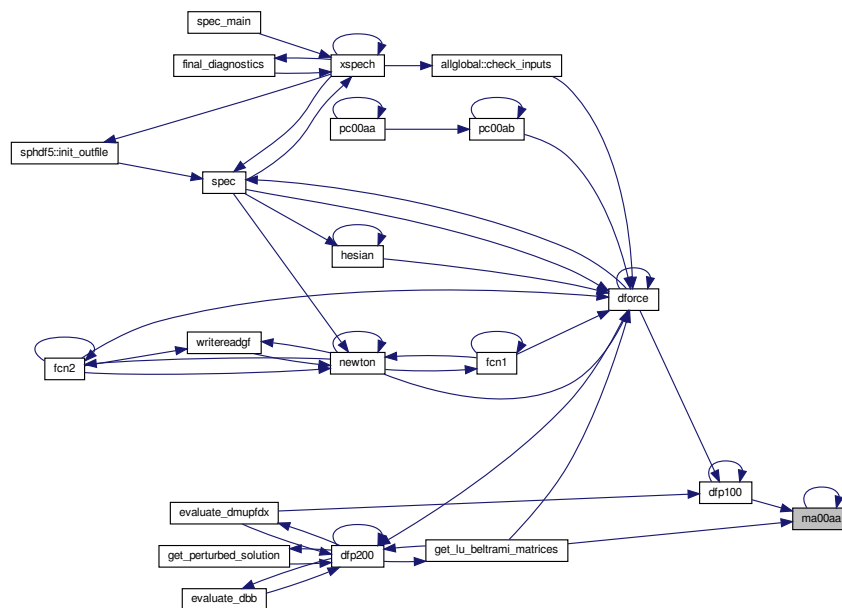 spec_main
final_diagnostics
xspech
allglobal::check_inputs
pc00aa
pc00ab
sphdf5::init_outfile
spec
hesian
dforce
writereadgf
fcn2
newton
fcn1
dfp100
evaluate_dmupfdx
ma00aa
get_perturbed_solution
dfp200
get_lu_beltrami_matrices
evaluate_dbb